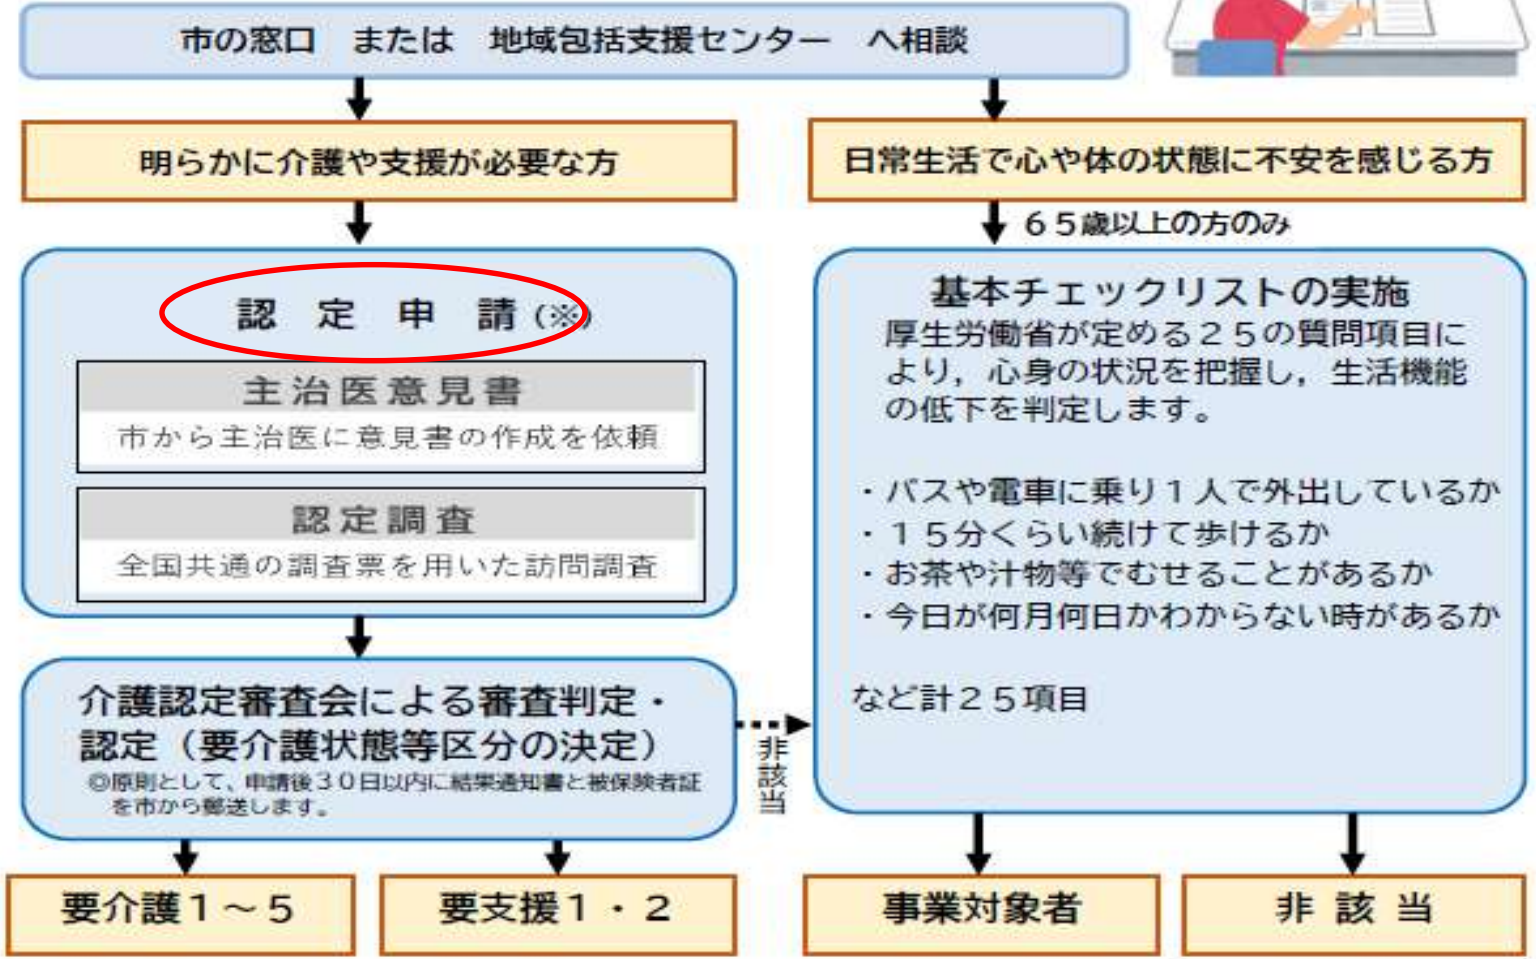 市の窓口　または　地域包括支援センター　へ相談
明らかに介護や支援が必要な方
日常生活で心や体の状態に不安を感じる方
６５歳以上の方のみ
認　定　申　請(※)
主治医意見書
市から主治医に意見書の作成を依頼
認定調査
全国共通の調査票を用いた訪問調査
介護認定審査会による審査判定・
認定（要介護状態等区分の決定）
◎原則として、申請後３０日以内に結果通知書と被保険者証
を市から郵送します。
非該当
基本チェックリストの実施
厚生労働省が定める２５の質問項目に
より，心身の状況を把握し，生活機能
の低下を判定します。
・バスや電車に乗り１人で外出しているか
・１５分くらい続けて歩けるか
・お茶や汁物等でむせることがあるか
・今日が何月何日かわからない時があるか
など計２５項目
要介護１～５
要支援１・２
事業対象者
非 該 当